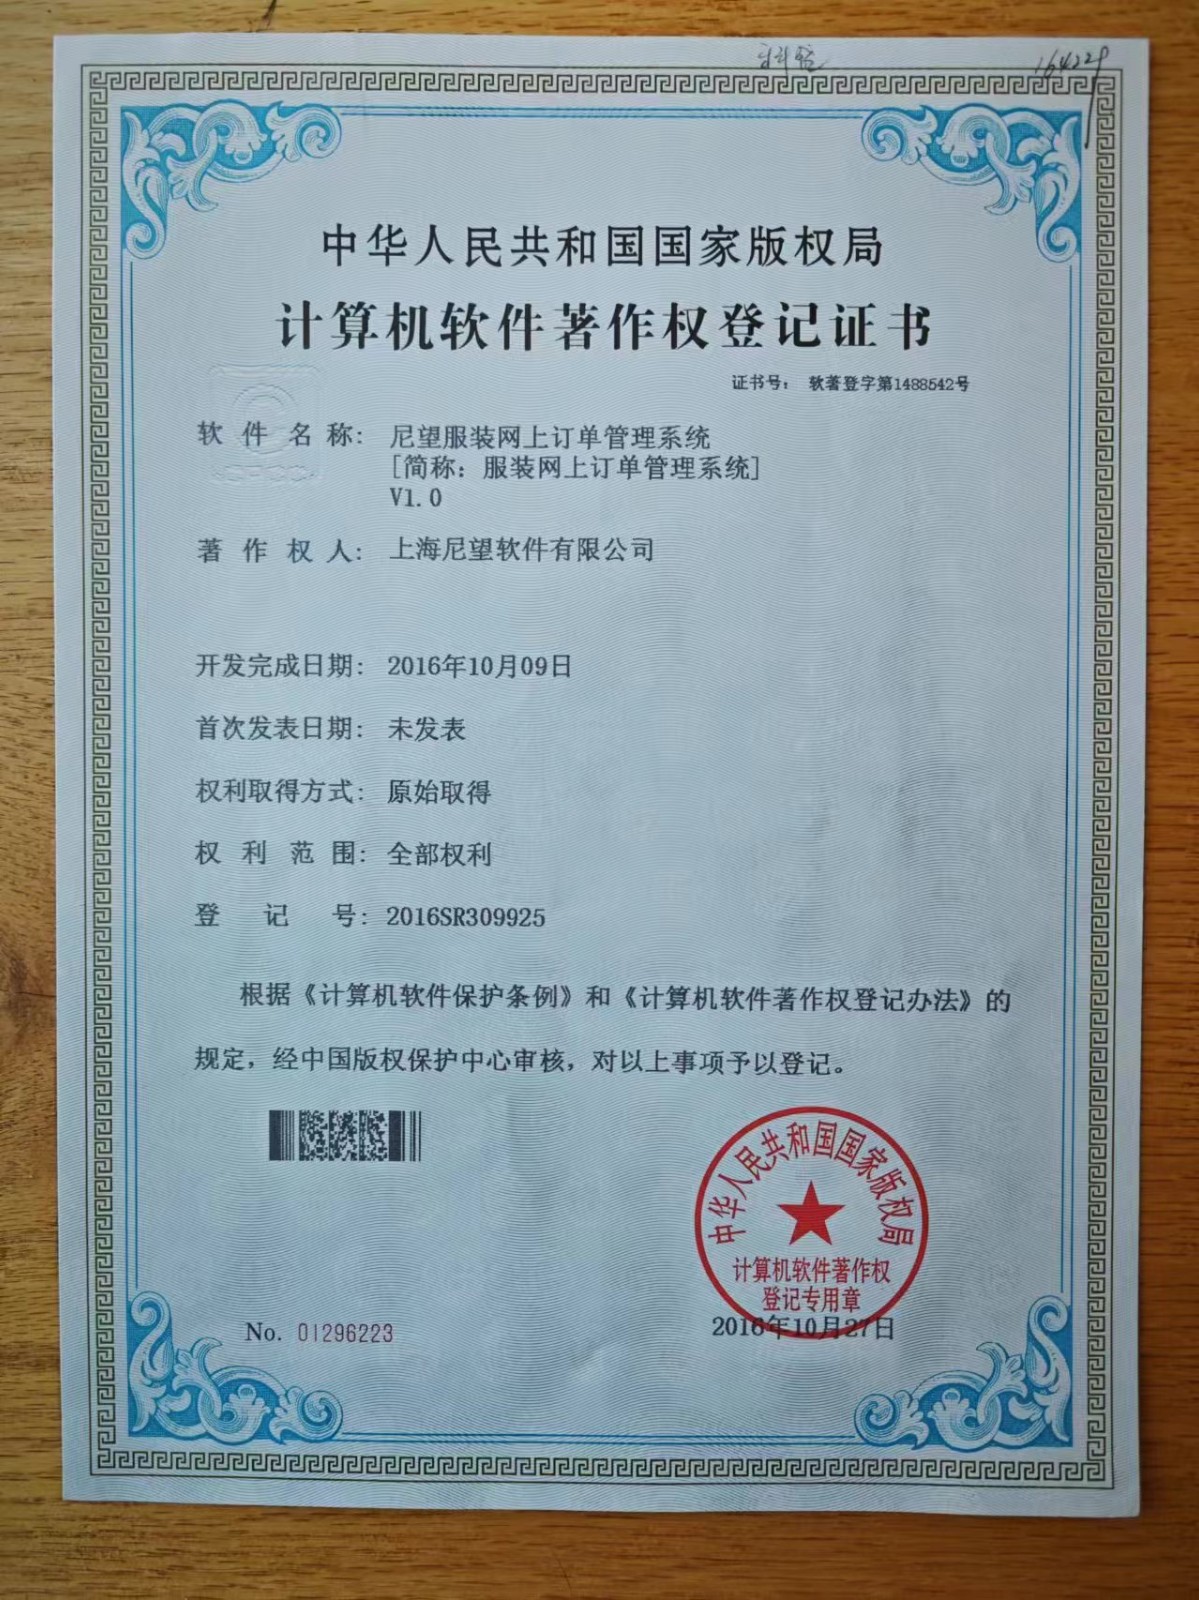 164229
中华人民共和国国家版权局
计算机软件著作权登记证书
证书号： 软著登字第1488542号
软件名称： 尼望服装网上订单管理系统
[简称：服装网上订单管理系统]
V1.0
著作权人： 上海尼望软件有限公司
开发完成日期： 2016年10月09日
首次发表日期： 未发表
权利取得方式： 原始取得
权利范围： 全部权利
登记号： 2016SR309925
根据《计算机软件保护条例》和《计算机软件著作权登记办法》的
规定，经中国版权保护中心审核，对以上事项予以登记。
中华人民共和国国家版权局
计算机软件著作权
登记专用章
No. 01296223
2016年10月27日